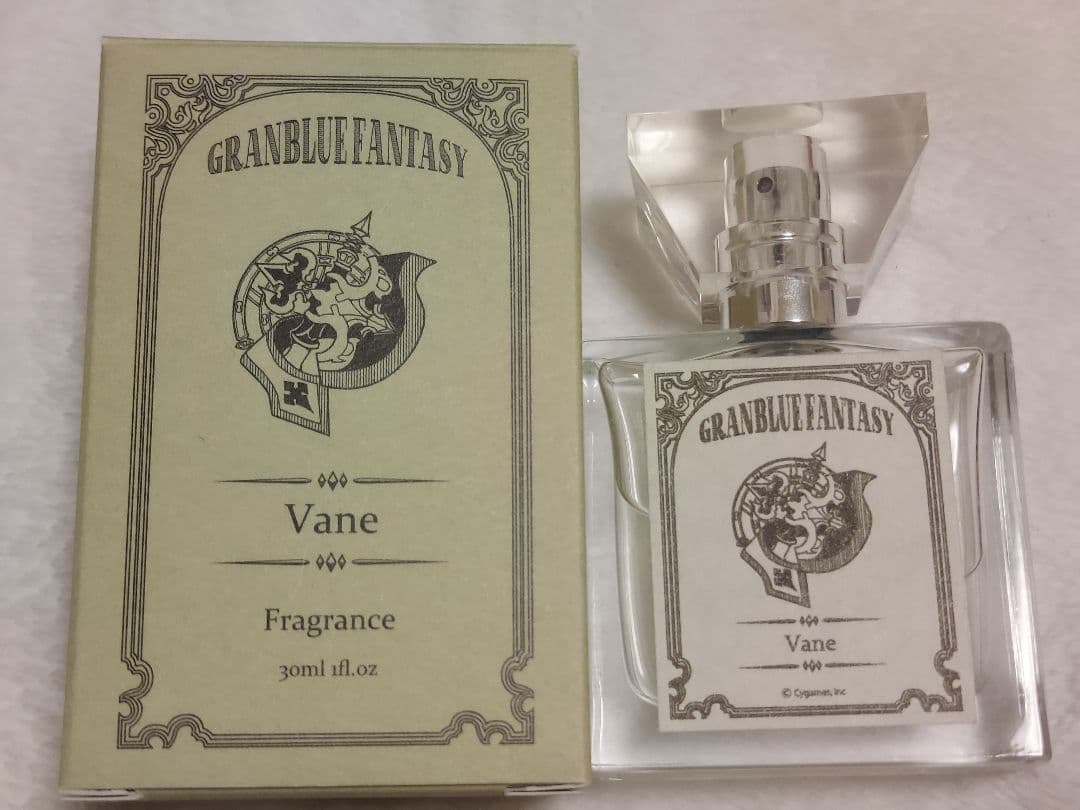 GRANBLUE FANTASY
Vane
Fragrance
30ml 1fl.oz
GRANBLUE FANTASY
Vane
© Cygames, Inc